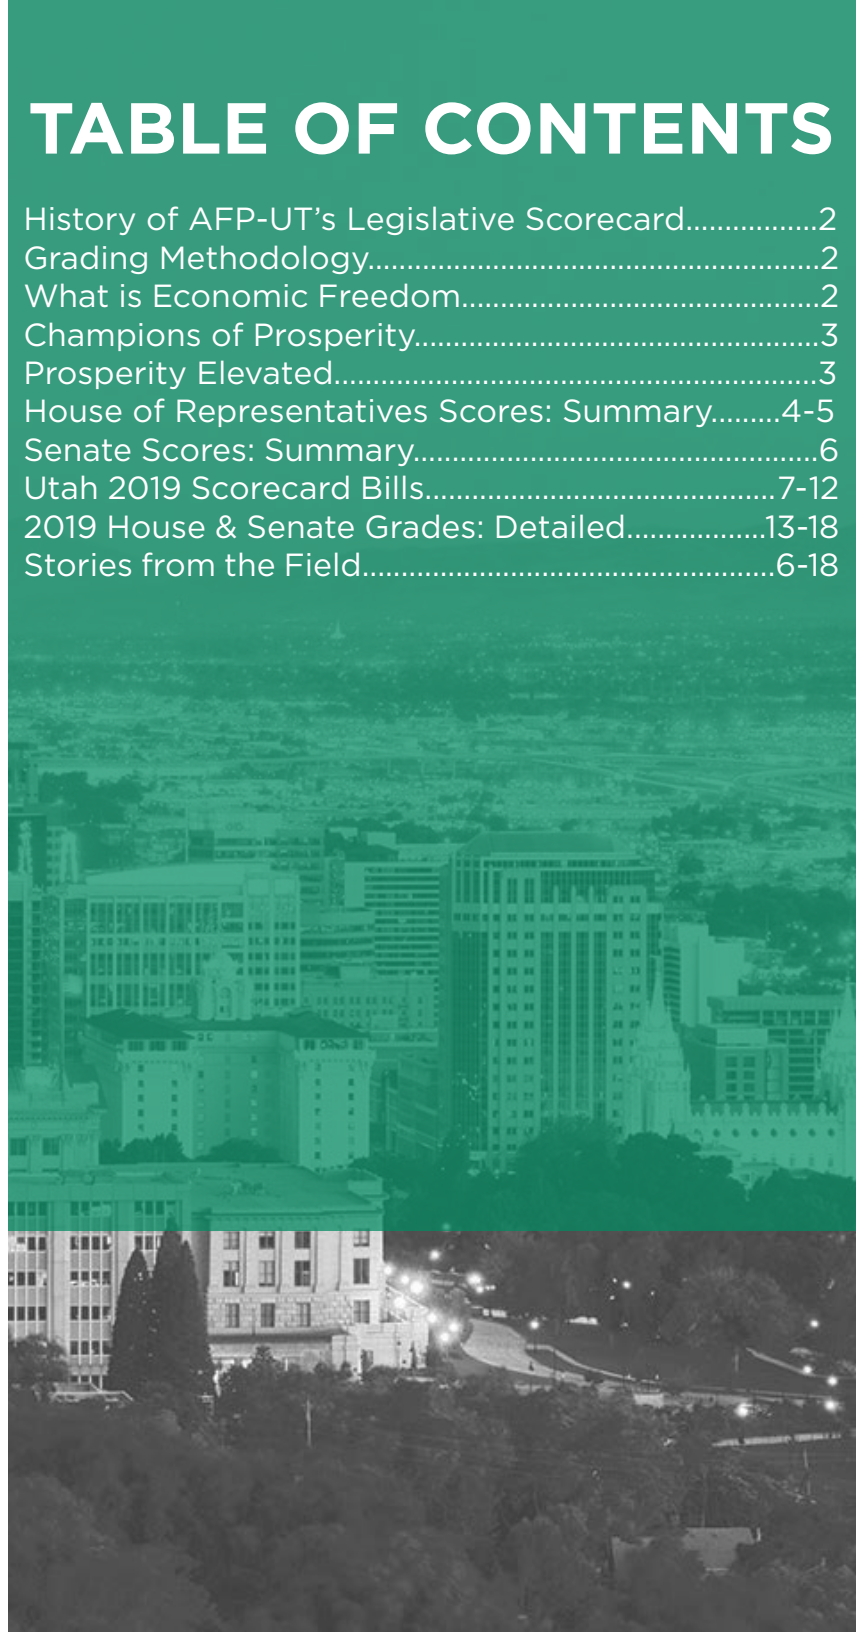 TABLE OF CONTENTS
History of AFP-UT’s Legislative Scorecard.................2
Grading Methodology..........................................................2
What is Economic Freedom..............................................2
Champions of Prosperity....................................................3
Prosperity Elevated..............................................................3
House of Representatives Scores: Summary.........4-5
Senate Scores: Summary....................................................6
Utah 2019 Scorecard Bills.............................................7-12
2019 House & Senate Grades: Detailed..................13-18
Stories from the Field.....................................................6-18